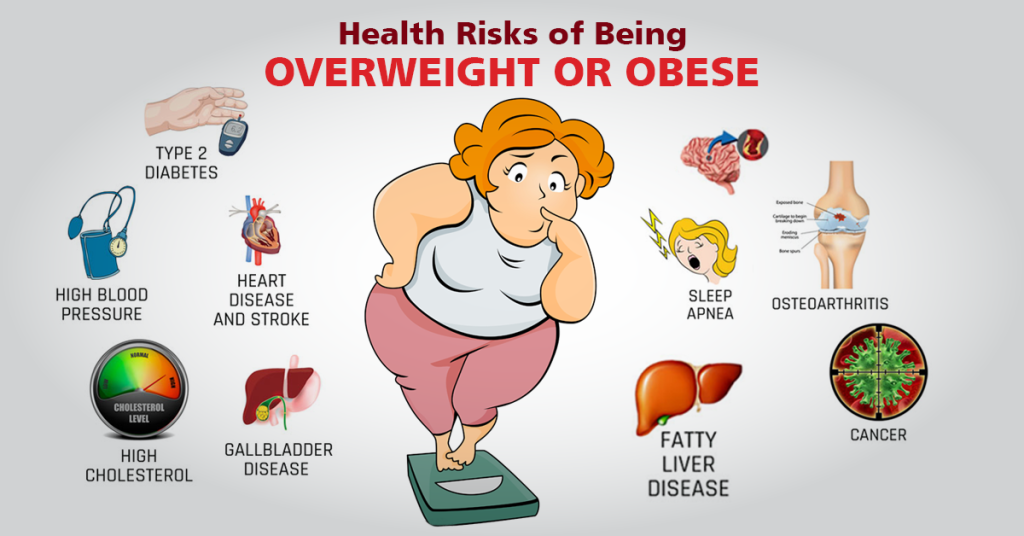 Health Risks of Being
OVERWEIGHT OR OBESE
TYPE 2
DIABETES
HIGH BLOOD
PRESSURE
HEART
DISEASE
AND STROKE
NORMAL
LOW
HIGH
CHOLESTEROL
LEVEL
HIGH
CHOLESTEROL
GALLBLADDER
DISEASE
SLEEP
APNEA
Exposed bone
Cartilage to begin
breaking down
Eroding
meniscus
Bone spurs
OSTEOARTHRITIS
FATTY
LIVER
DISEASE
CANCER